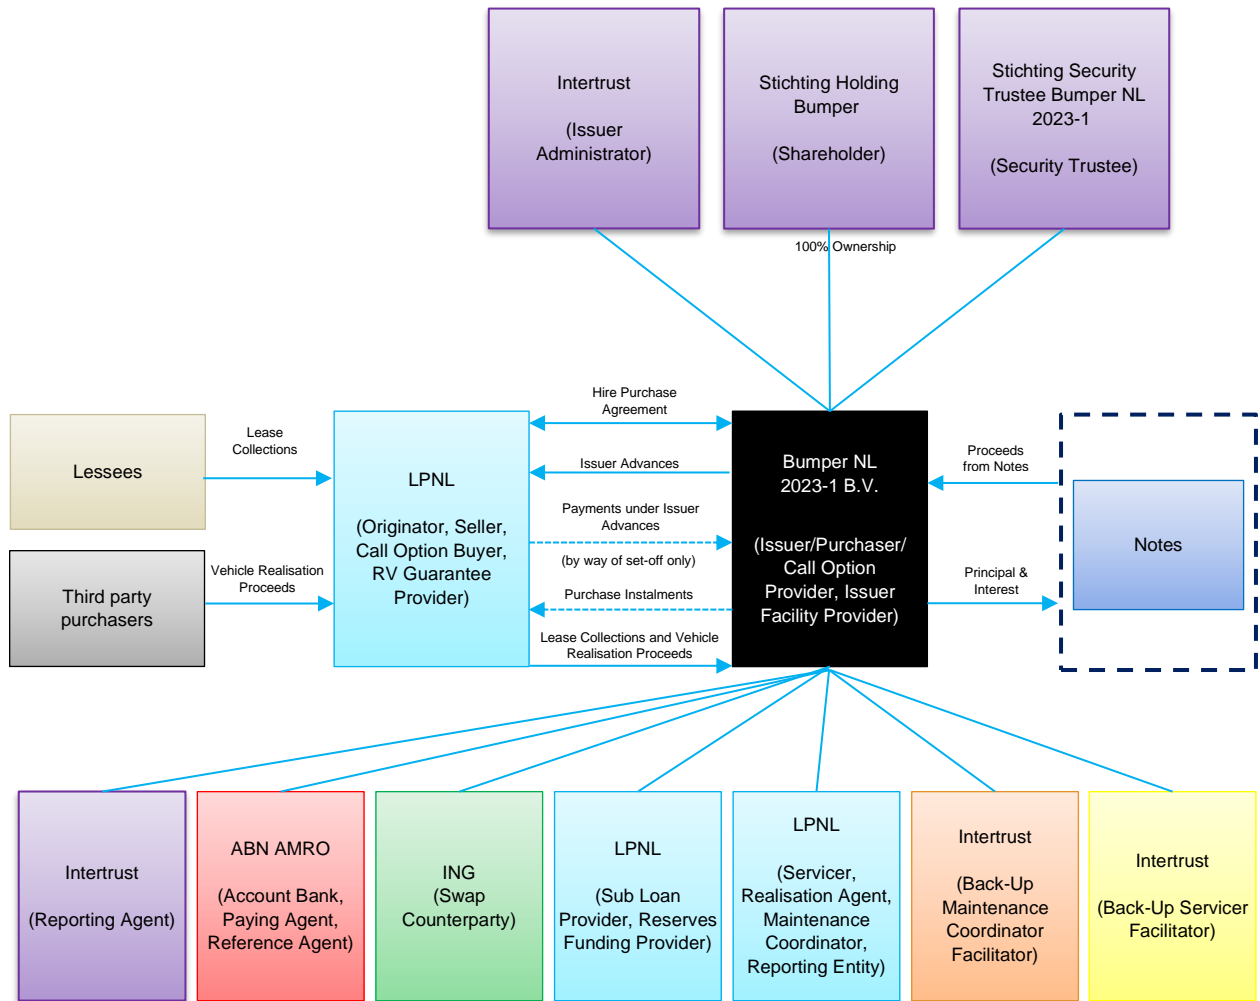 Intertrust
(Issuer
Administrator)
Stichting Holding
Bumper
(Shareholder)
Stichting Security
Trustee Bumper NL
2023-1
(Security Trustee)
100% Ownership
Lessees
Lease
Collections
Third party
purchasers
Vehicle Realisation
Proceeds
LPNL
(Originator, Seller,
Call Option Buyer,
RV Guarantee
Provider)
Hire Purchase
Agreement
Issuer Advances
Payments under Issuer
Advances
(by way of set-off only)
Purchase Instalments
Lease Collections and Vehicle
Realisation Proceeds
Bumper NL
2023-1 B.V.
(Issuer/Purchaser/
Call Option
Provider, Issuer
Facility Provider)
Proceeds
from Notes
Principal &
Interest
Notes
Intertrust
(Reporting Agent)
ABN AMRO
(Account Bank,
Paying Agent,
Reference Agent)
ING
(Swap
Counterparty)
LPNL
(Sub Loan
Provider, Reserves
Funding Provider)
LPNL
(Servicer,
Realisation Agent,
Maintenance
Coordinator,
Reporting Entity)
Intertrust
(Back-Up
Maintenance
Coordinator
Facilitator)
Intertrust
(Back-Up Servicer
Facilitator)